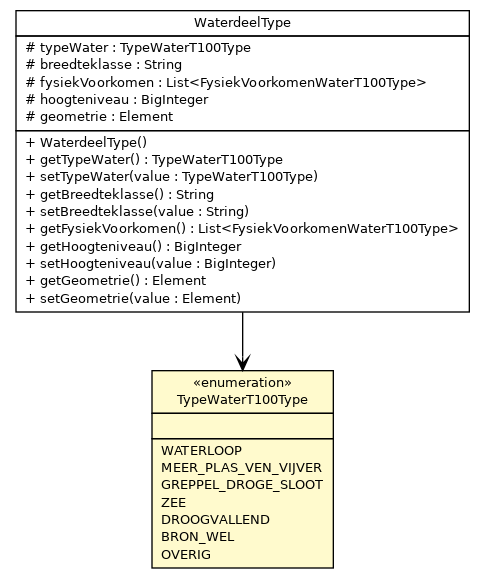 WaterdeelType
# typeWater : TypeWaterT100Type
# breedteklasse : String
# fysiekVoorkomen : List<FysiekVoorkomenWaterT100Type>
# hoogteniveau : BigInteger
# geometrie : Element
+ WaterdeelType()
+ getTypeWater() : TypeWaterT100Type
+ setTypeWater(value : TypeWaterT100Type)
+ getBreedteklasse() : String
+ setBreedteklasse(value : String)
+ getFysiekVoorkomen() : List<FysiekVoorkomenWaterT100Type>
+ getHoogteniveau() : BigInteger
+ setHoogteniveau(value : BigInteger)
+ getGeometrie() : Element
+ setGeometrie(value : Element)
«enumeration»
TypeWaterT100Type
WATERLOOP
MEER_PLAS_VEN_VIJVER
GREPPEL_DROGE_SLOOT
ZEE
DROOGVALLEND
BRON_WEL
OVERIG